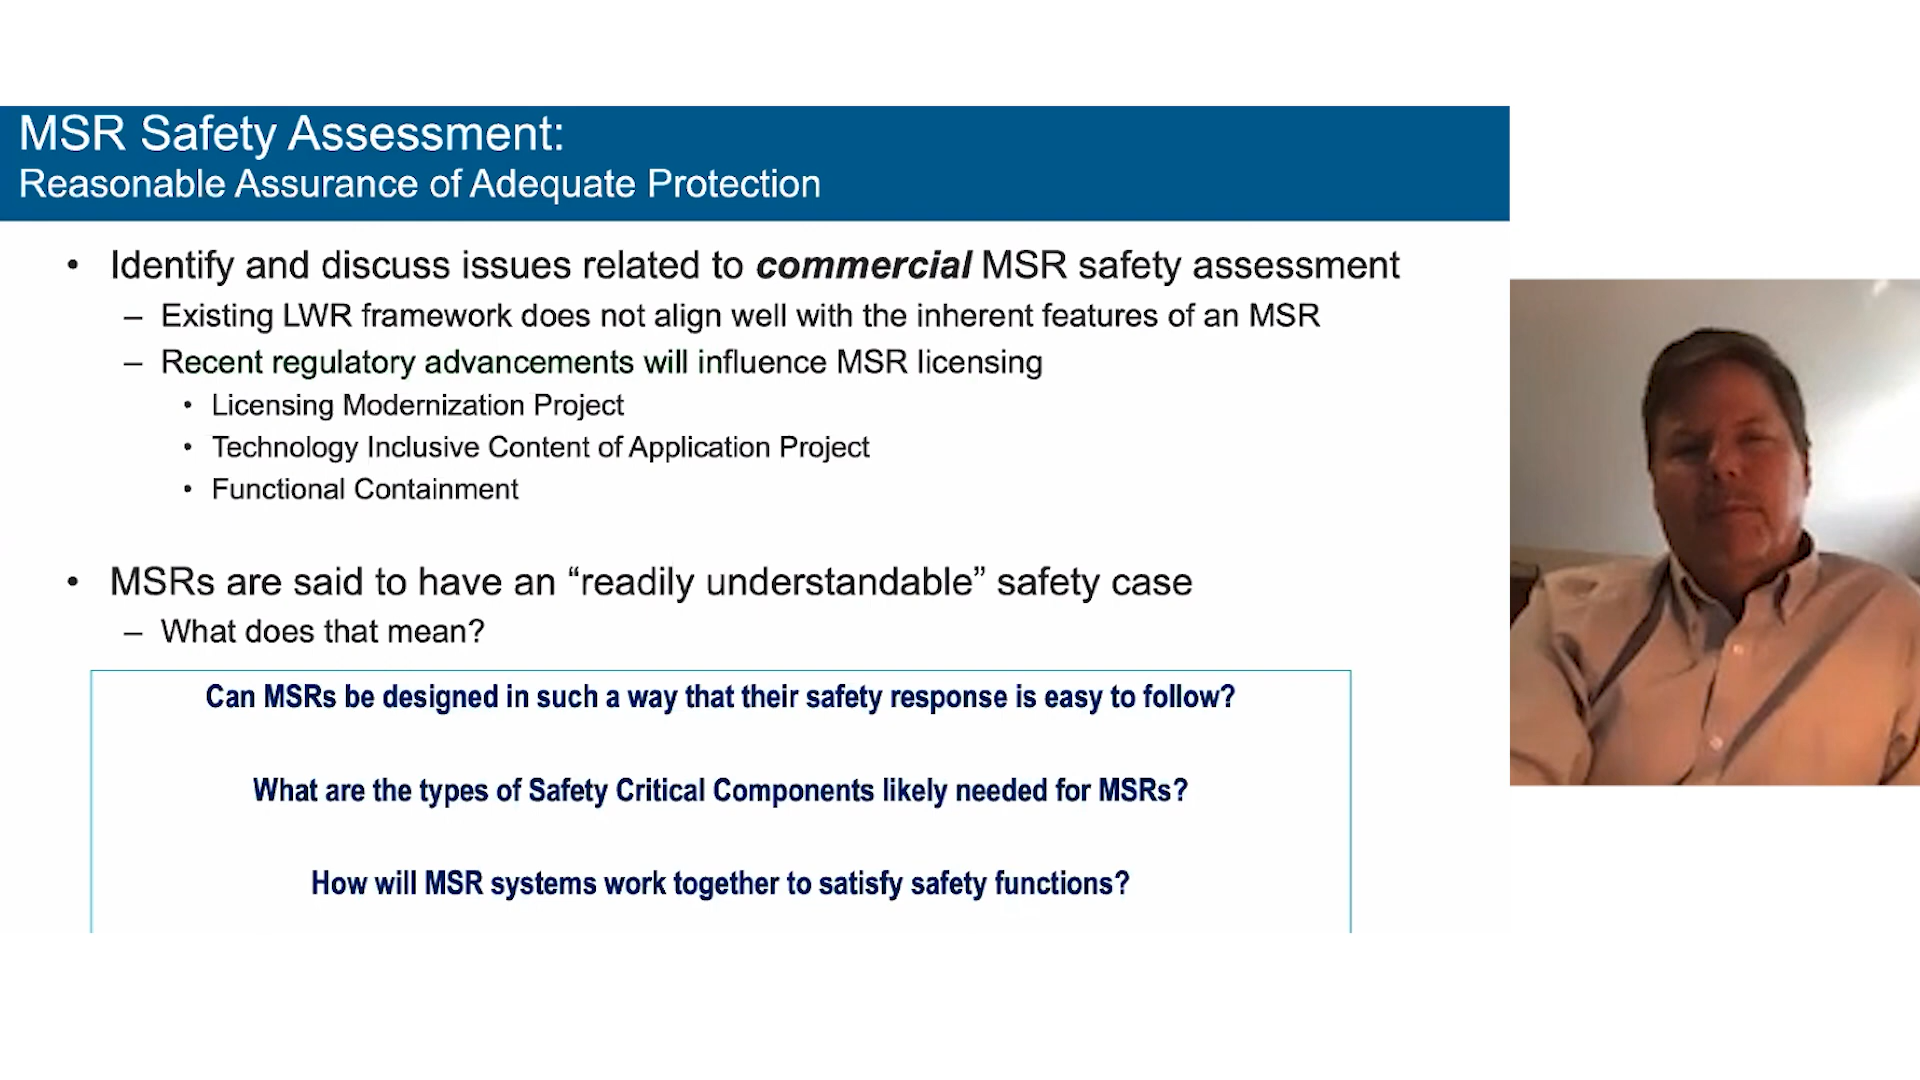 MSR Safety Assessment:
Reasonable Assurance of Adequate Protection
• Identify and discuss issues related to commercial MSR safety assessment
– Existing LWR framework does not align well with the inherent features of an MSR
– Recent regulatory advancements will influence MSR licensing
• Licensing Modernization Project
• Technology Inclusive Content of Application Project
• Functional Containment
• MSRs are said to have an “readily understandable” safety case
– What does that mean?
Can MSRs be designed in such a way that their safety response is easy to follow?
What are the types of Safety Critical Components likely needed for MSRs?
How will MSR systems work together to satisfy safety functions?